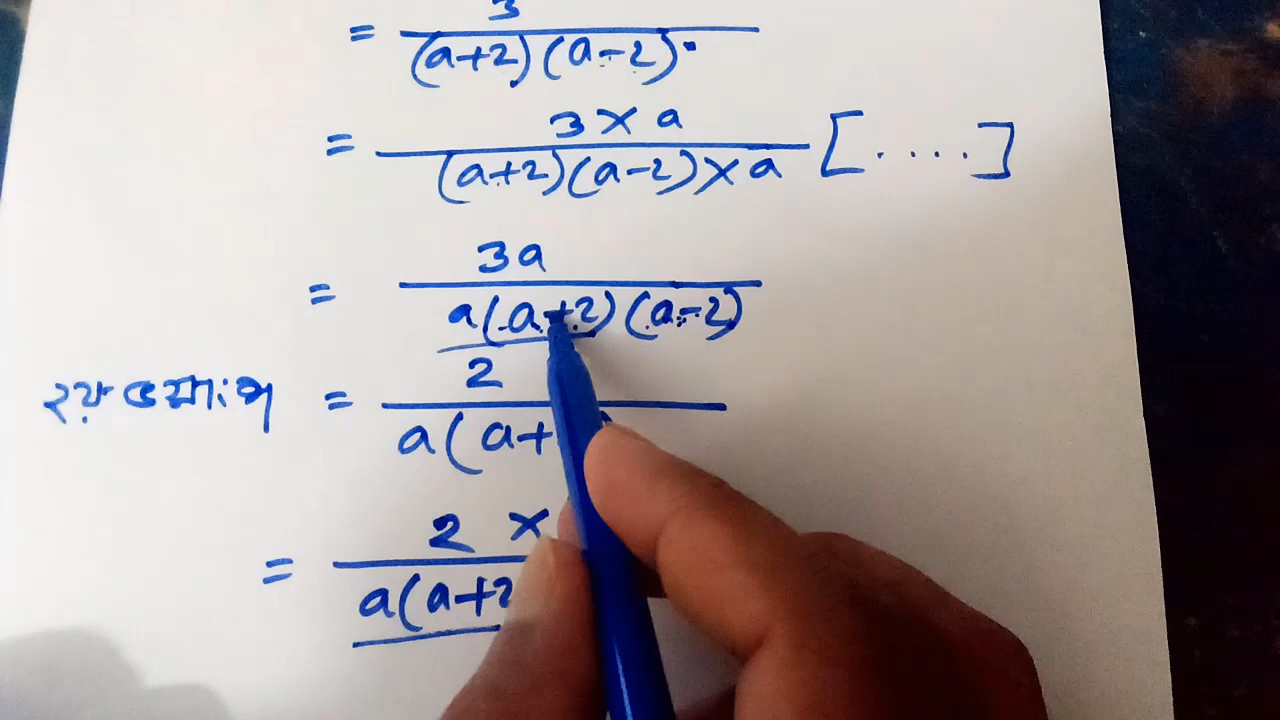 = 3 / (a+2)(a-2)
= 3 × a / (a+2)(a-2) × a [.....]
= 3a / a(a+2)(a-2)
২য় ভগ্নাংশ = 2 / a(a+
= 2 × / a(a+2